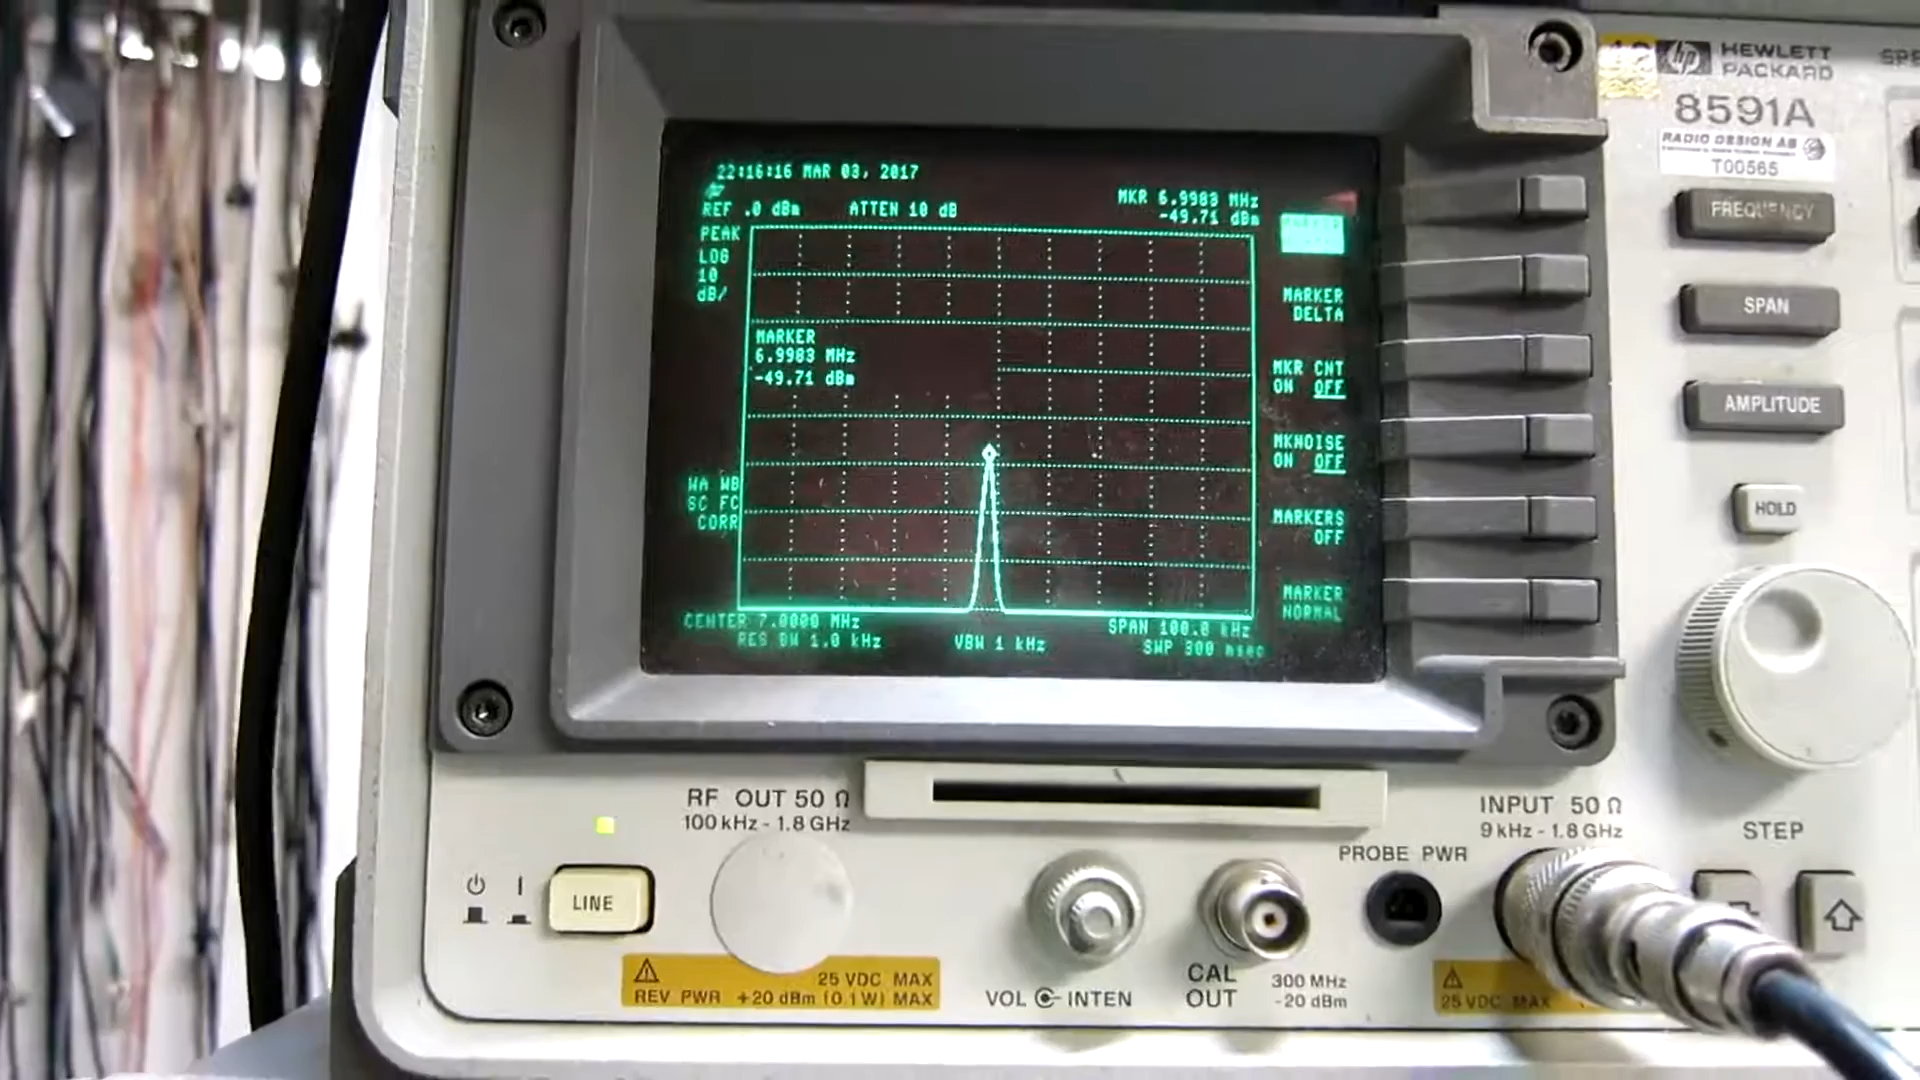 22:16:16 MAR 03, 2017
REF .0 dBm ATTEN 10 dB
MKR 6.9983 MHz
-49.71 dBm
PEAK
LOG
10
dB/
MARKER
6.9983 MHz
-49.71 dBm
WA WB
SC FC
CORR
CENTER 7.0000 MHz
RES BW 1.0 kHz
VBW 1 kHz
SPAN 100.0 kHz
SWP 300 msec
MARKER
DELTA
MKR CNT
ON OFF
MKNOISE
ON OFF
MARKERS
OFF
MARKER
NORMAL
hp HEWLETT
PACKARD
8591A
RADIO DESIGN AB
T00565
FREQUENCY
SPAN
AMPLITUDE
HOLD
STEP
RF OUT 50 Ω
100 kHz - 1.8 GHz
LINE
25 VDC MAX
REV PWR +20 dBm (0.1 W) MAX
VOL INTEN
CAL
OUT
300 MHz
-20 dBm
PROBE PWR
INPUT 50 Ω
9 kHz - 1.8 GHz
25 VDC MAX